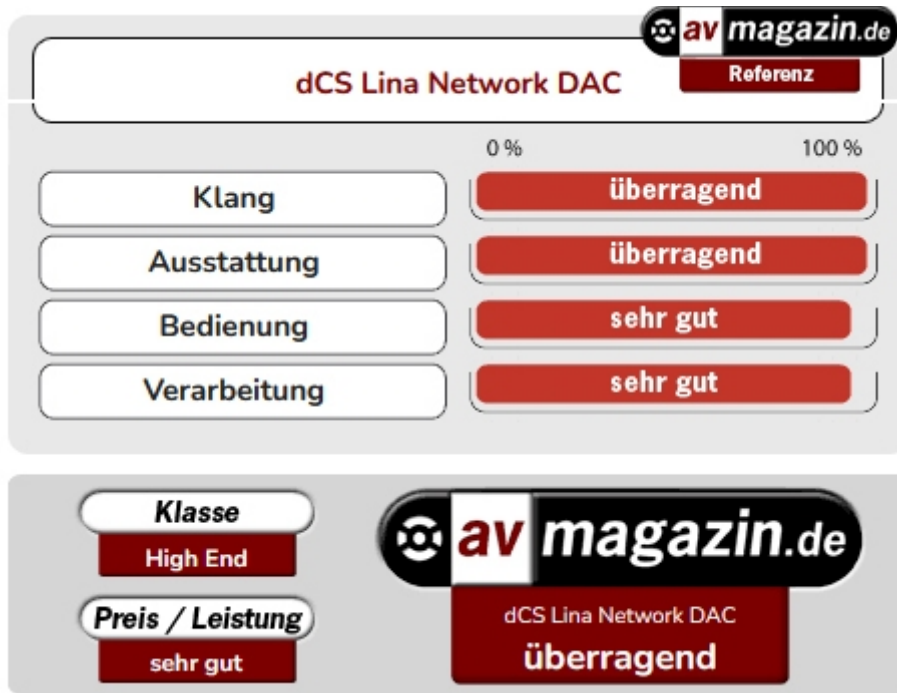 av magazin.de
Referenz
dCS Lina Network DAC
0 % 100 %
Klang überragend
Ausstattung überragend
Bedienung sehr gut
Verarbeitung sehr gut
Klasse
High End
Preis / Leistung
sehr gut
av magazin.de
dCS Lina Network DAC
überragend